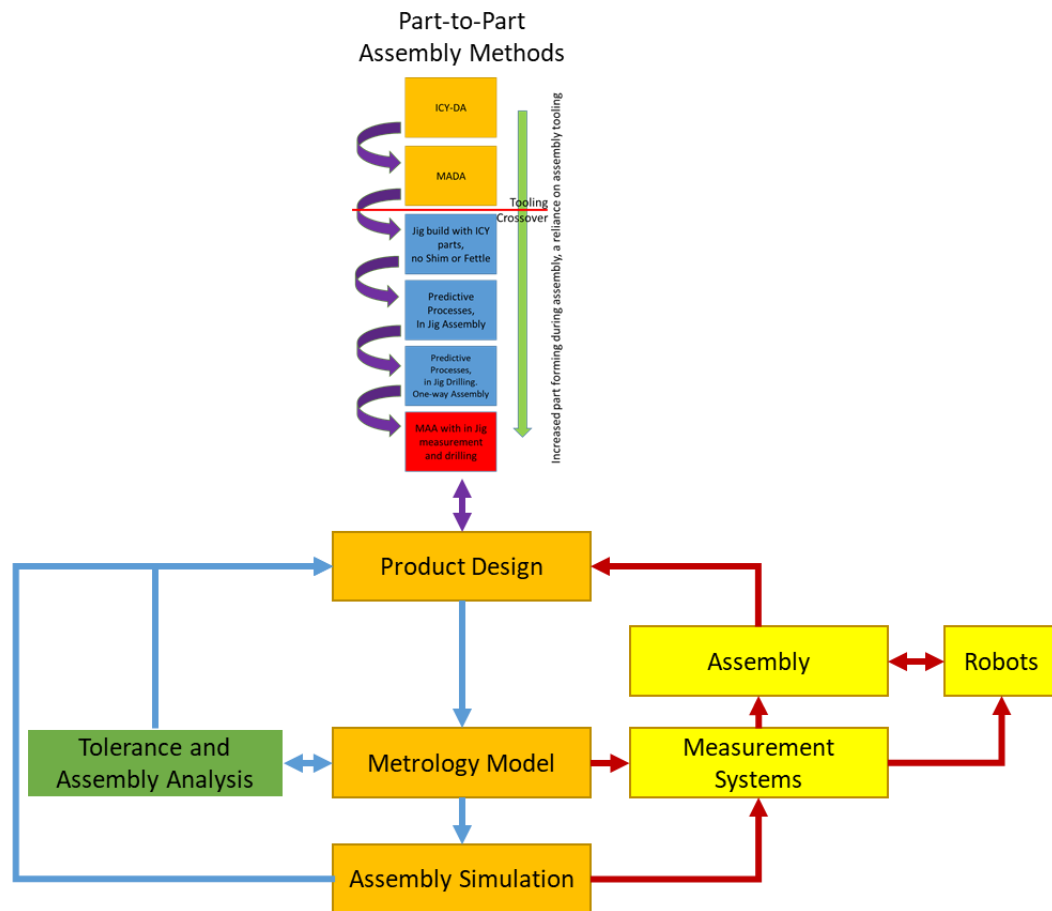 Part-to-Part
Assembly Methods
ICY-DA
MADA
Tooling
Crossover
Jig build with ICY
parts,
no Shim or Fettle
Predictive
Processes,
In Jig Assembly
Predictive
Processes,
in Jig Drilling.
One-way Assembly
MAA with in Jig
measurement
and drilling
Increased part forming during assembly, a reliance on assembly tooling
Product Design
Assembly
Robots
Tolerance and
Assembly Analysis
Metrology Model
Measurement
Systems
Assembly Simulation